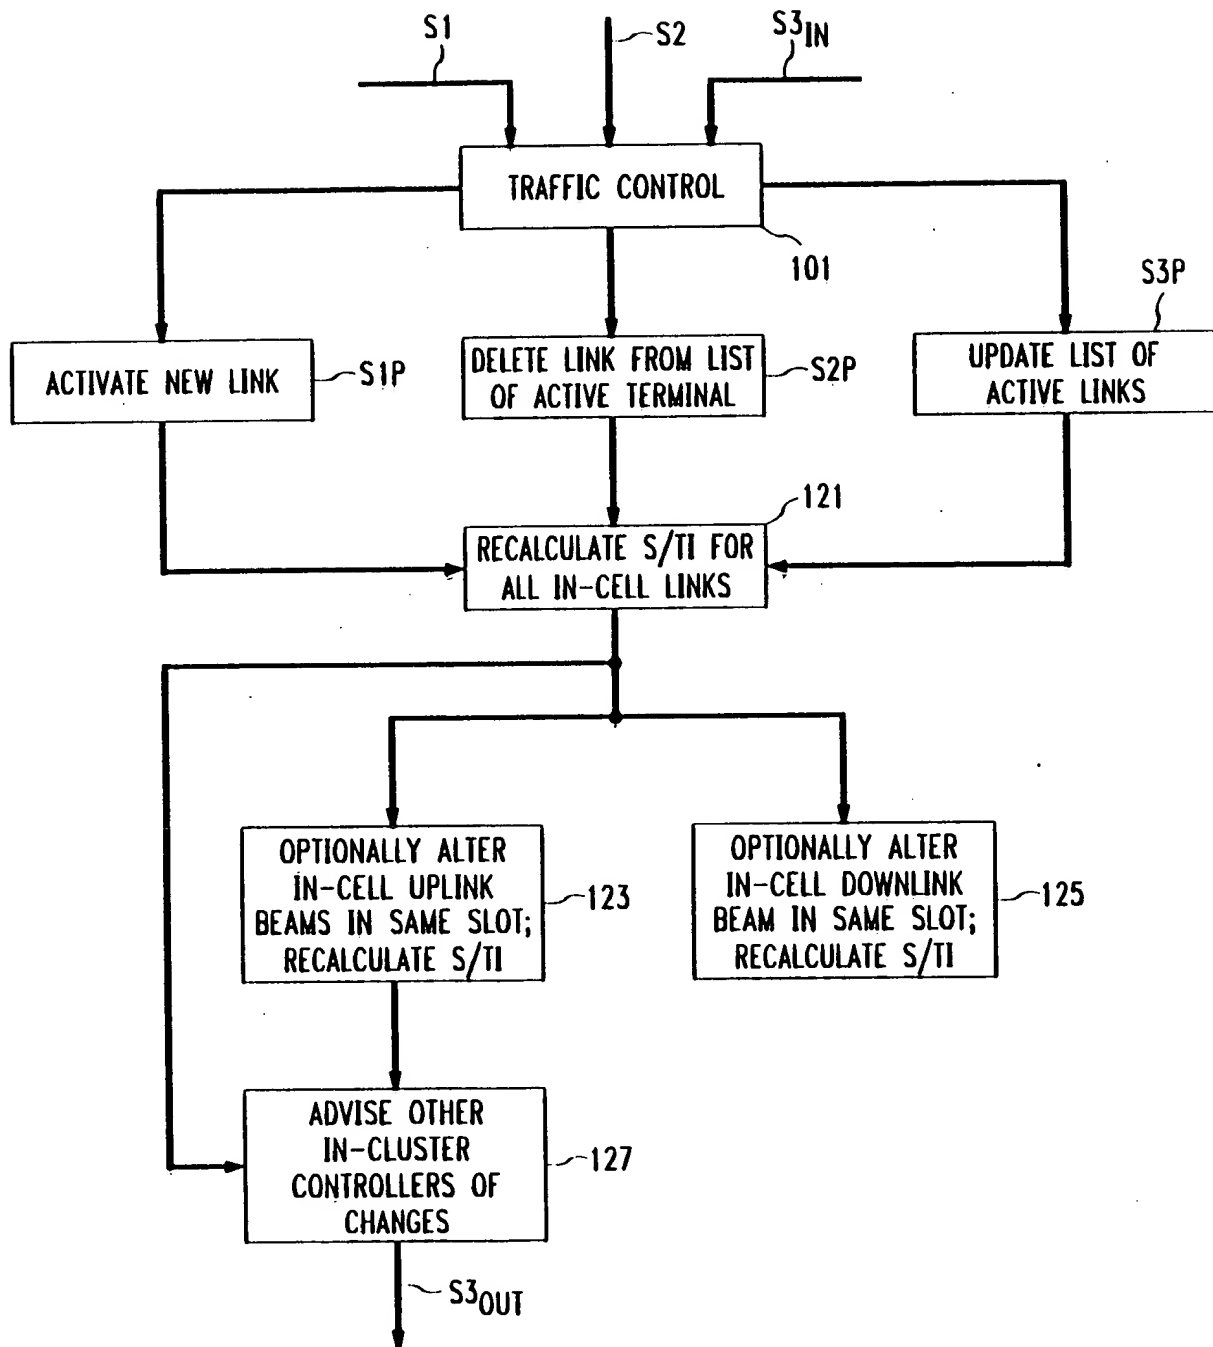 S1
S2
S3IN
TRAFFIC CONTROL
101
S3P
ACTIVATE NEW LINK
S1P
DELETE LINK FROM LIST
OF ACTIVE TERMINAL
S2P
UPDATE LIST OF
ACTIVE LINKS
121
RECALCULATE S/TI FOR
ALL IN-CELL LINKS
OPTIONALLY ALTER
IN-CELL UPLINK
BEAMS IN SAME SLOT;
RECALCULATE S/TI
123
OPTIONALLY ALTER
IN-CELL DOWNLINK
BEAM IN SAME SLOT;
RECALCULATE S/TI
125
ADVISE OTHER
IN-CLUSTER
CONTROLLERS OF
CHANGES
127
S3OUT